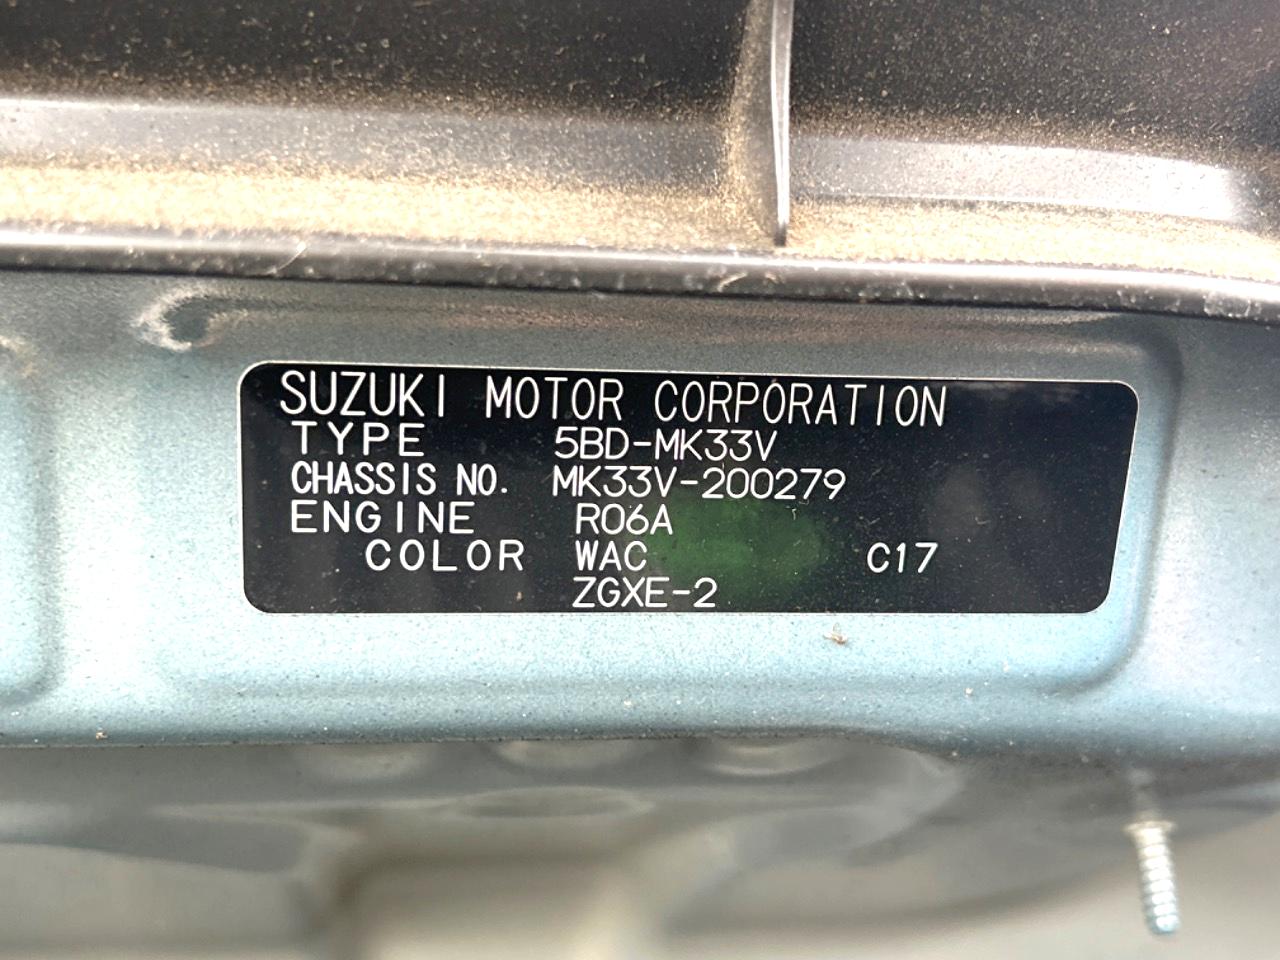 SUZUKI MOTOR CORPORATION
TYPE 5BD-MK33V
CHASSIS NO. MK33V-200279
ENGINE R06A
COLOR WAC C17
ZGXE-2